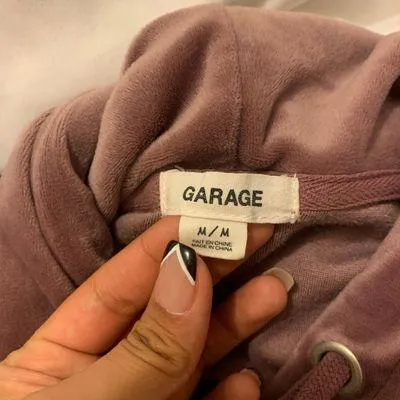 GARAGE
M/M
FAIT EN CHINE
MADE IN CHINA